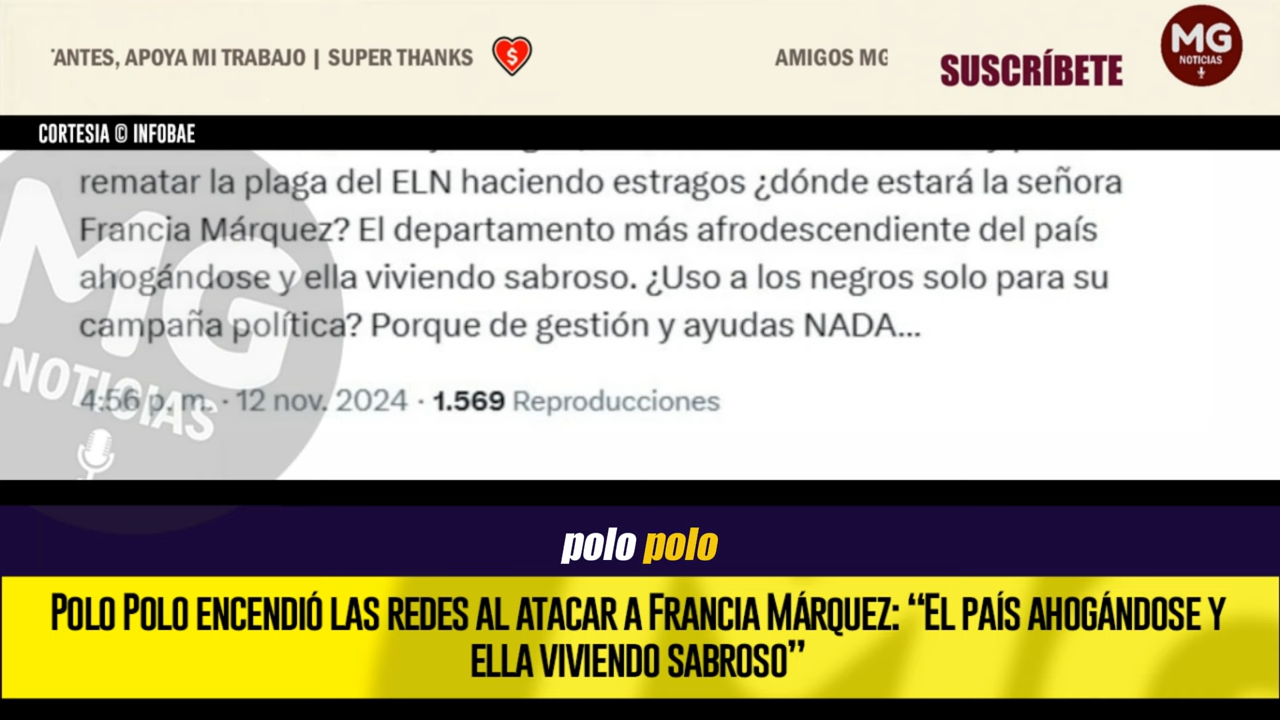 'ANTES, APOYA MI TRABAJO | SUPER THANKS
AMIGOS MG
SUSCRÍBETE
MG
NOTICIAS
CORTESIA © INFOBAE
rematar la plaga del ELN haciendo estragos ¿dónde estará la señora
Francia Márquez? El departamento más afrodescendiente del país
ahogándose y ella viviendo sabroso. ¿Uso a los negros solo para su
campaña política? Porque de gestión y ayudas NADA...
4:56 p. m. · 12 nov. 2024 · 1.569 Reproducciones
MG
NOTICIAS
polo polo
POLO POLO ENCENDIÓ LAS REDES AL ATACAR A FRANCIA MÁRQUEZ: “EL PAÍS AHOGÁNDOSE Y
ELLA VIVIENDO SABROSO”